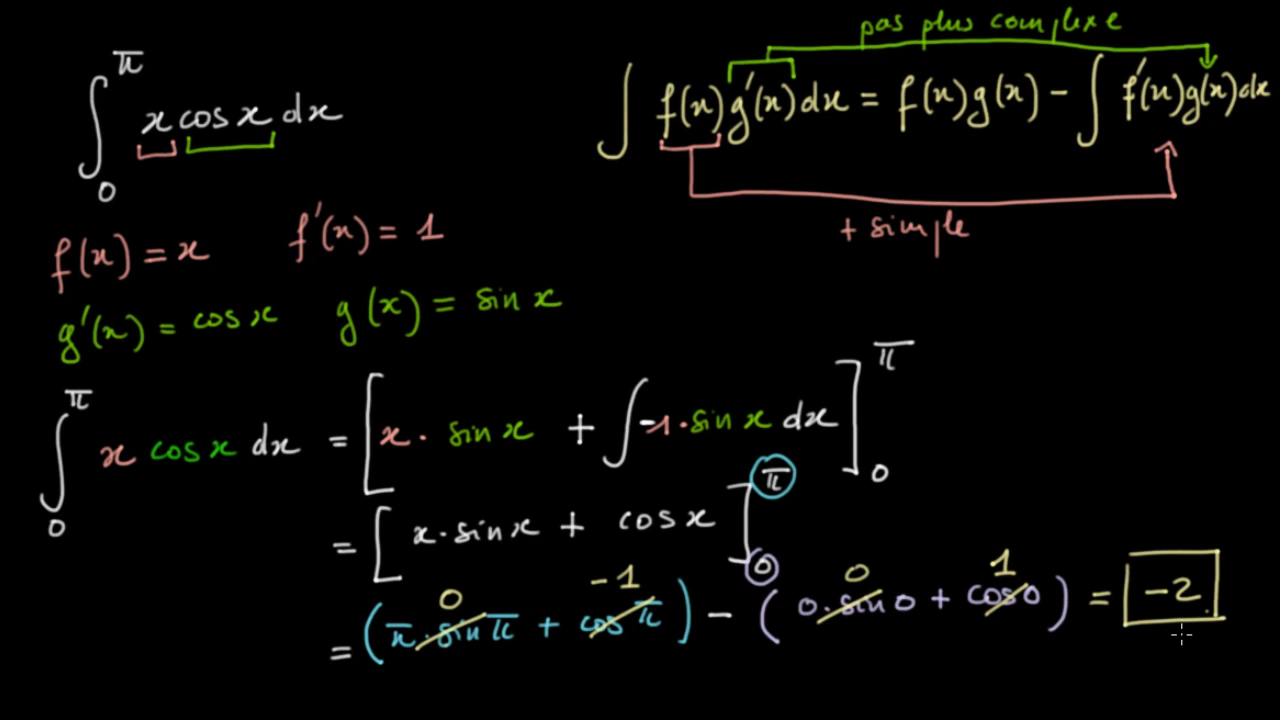 pas plus complexe
∫₀^π x cos x dx
∫ f(x)g'(x)dx = f(x)g(x) - ∫ f'(x)g(x)dx
+ simple
f(x) = x f'(x) = 1
g'(x) = cos x g(x) = sin x
∫₀^π x cos x dx = [x · sin x + ∫-1 · sin x dx]₀^π
= [x · sin x + cos x]₀^π
0 -1 0 1
= (π · sin π + cos π) - (0 · sin 0 + cos 0) = -2